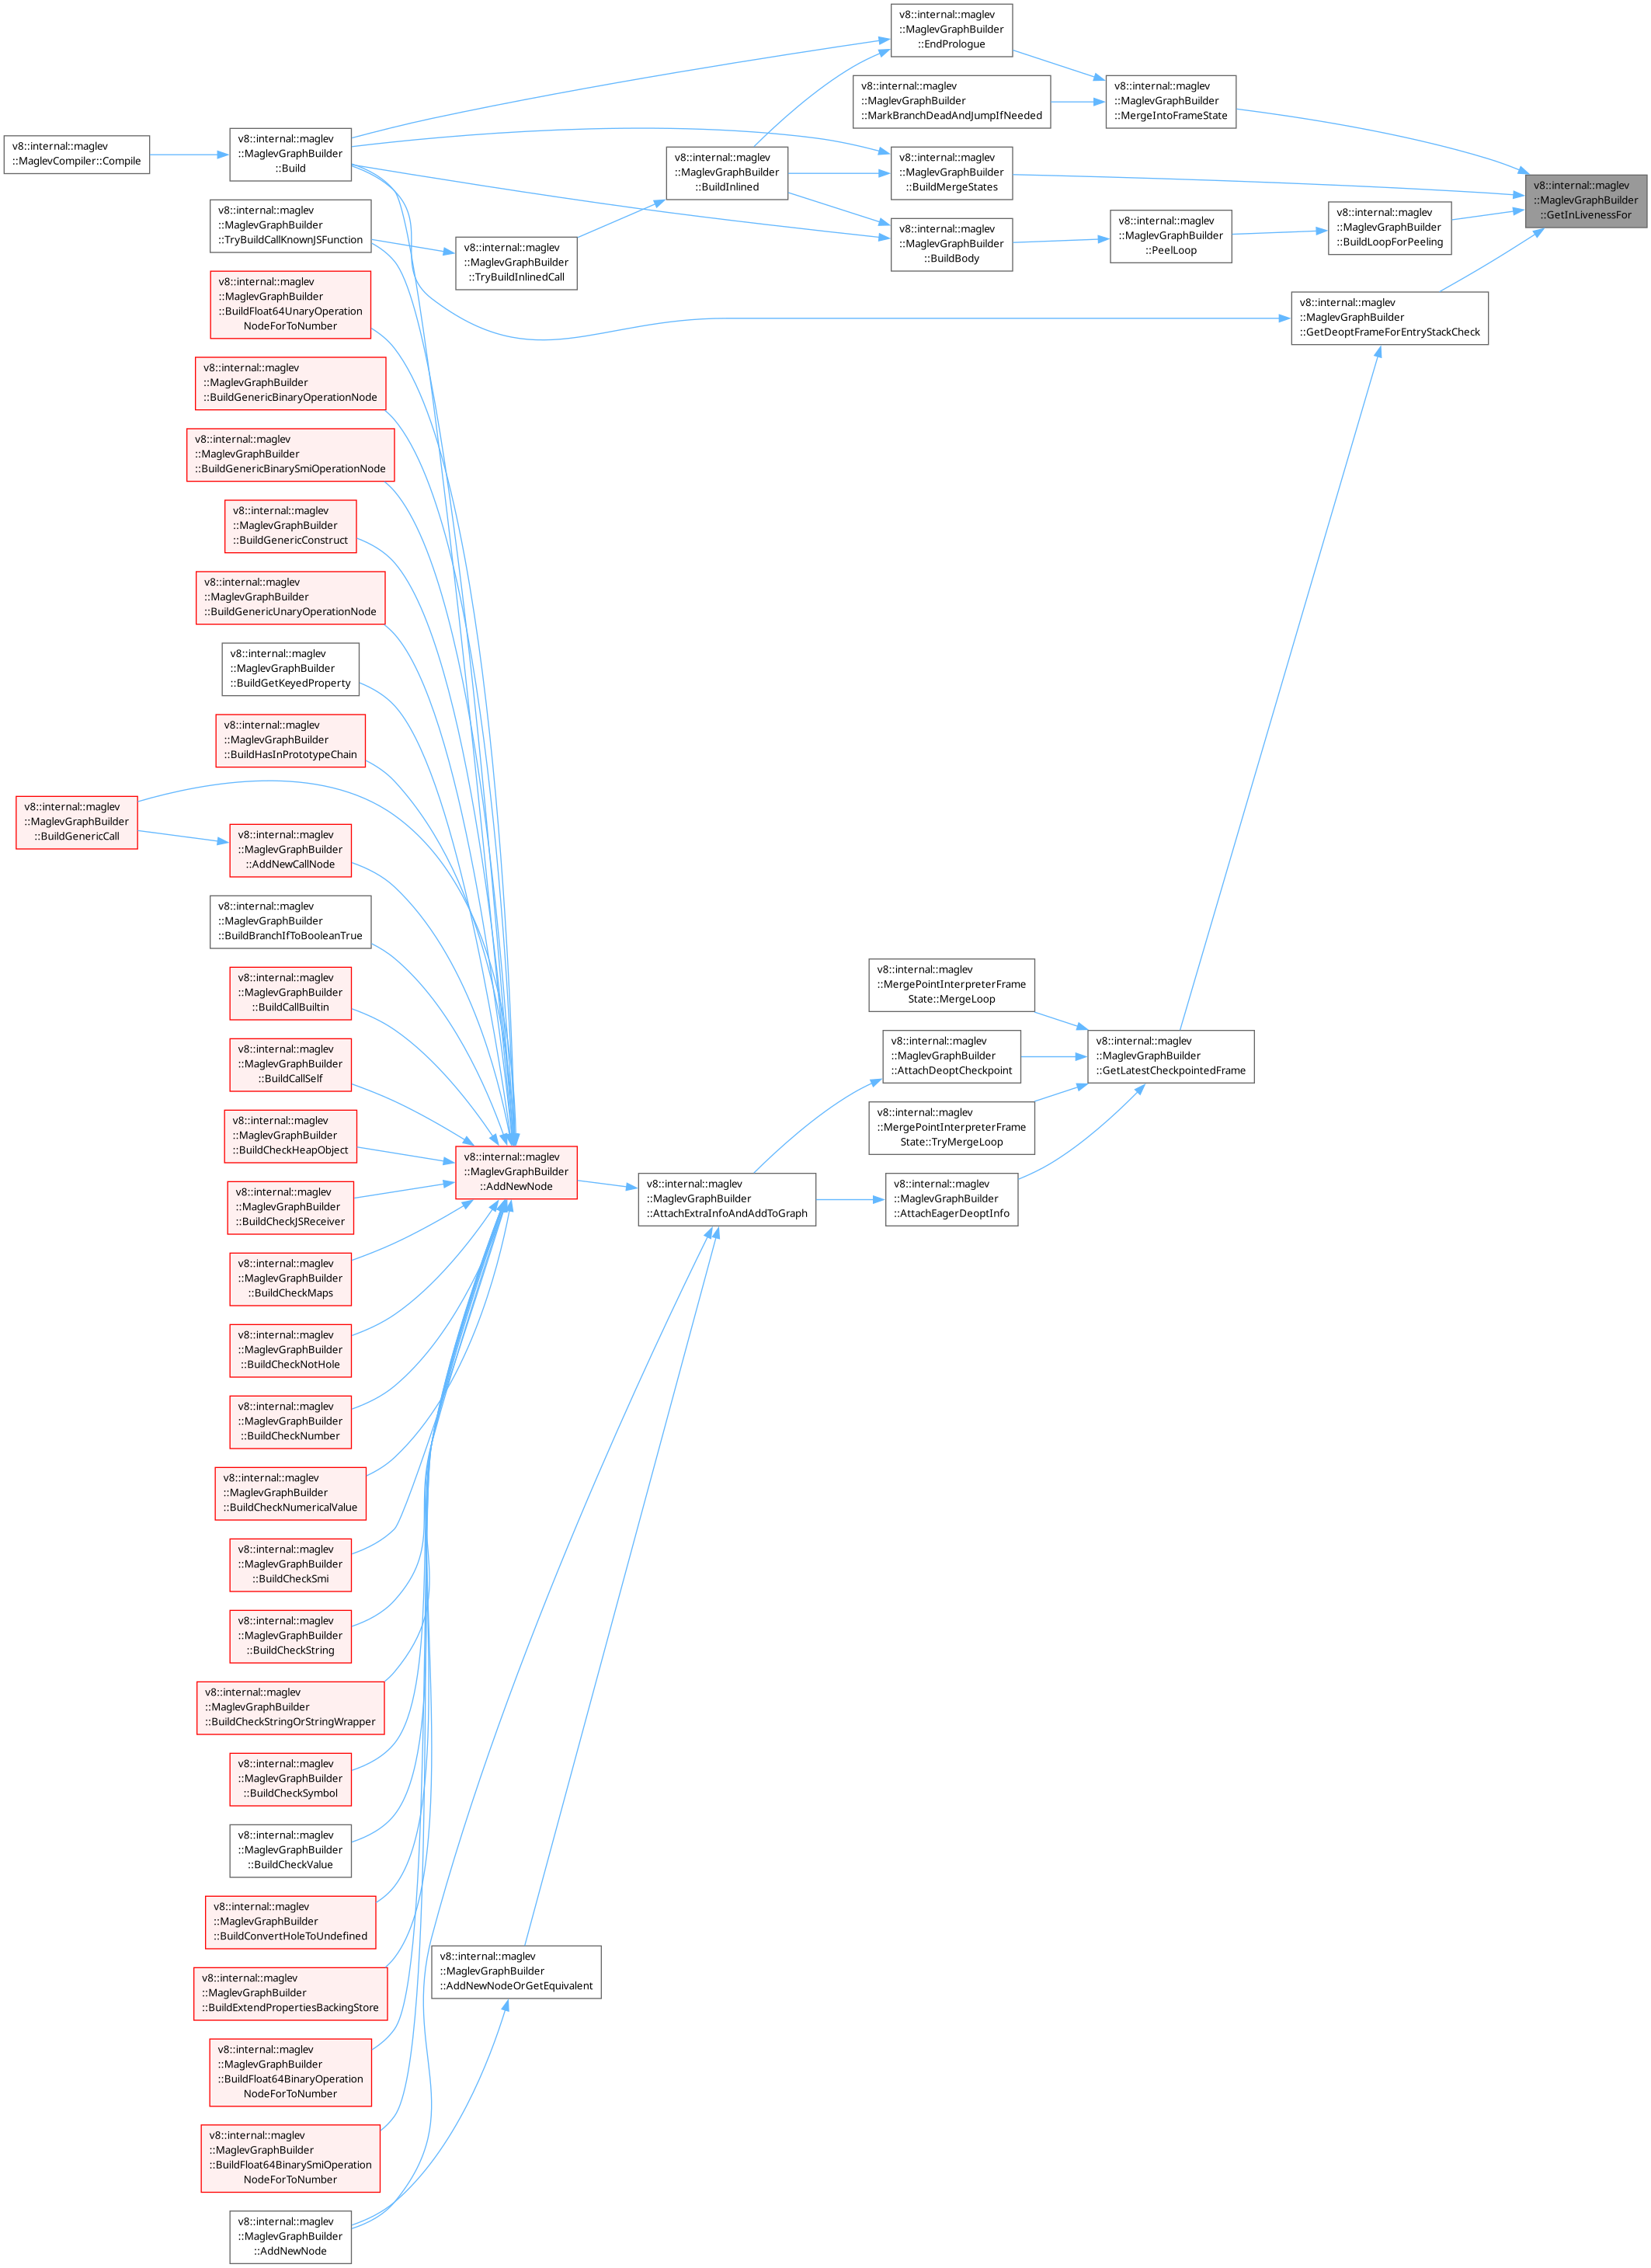 v8::internal::maglev
::MaglevGraphBuilder
::EndPrologue
v8::internal::maglev
::MaglevGraphBuilder
::MarkBranchDeadAndJumpIfNeeded
v8::internal::maglev
::MaglevGraphBuilder
::MergeIntoFrameState
v8::internal::maglev
::MaglevCompiler::Compile
v8::internal::maglev
::MaglevGraphBuilder
::Build
v8::internal::maglev
::MaglevGraphBuilder
::BuildInlined
v8::internal::maglev
::MaglevGraphBuilder
::BuildMergeStates
v8::internal::maglev
::MaglevGraphBuilder
::GetInLivenessFor
v8::internal::maglev
::MaglevGraphBuilder
::TryBuildCallKnownJSFunction
v8::internal::maglev
::MaglevGraphBuilder
::TryBuildInlinedCall
v8::internal::maglev
::MaglevGraphBuilder
::BuildBody
v8::internal::maglev
::MaglevGraphBuilder
::PeelLoop
v8::internal::maglev
::MaglevGraphBuilder
::BuildLoopForPeeling
v8::internal::maglev
::MaglevGraphBuilder
::BuildFloat64UnaryOperation
NodeForToNumber
v8::internal::maglev
::MaglevGraphBuilder
::GetDeoptFrameForEntryStackCheck
v8::internal::maglev
::MaglevGraphBuilder
::BuildGenericBinaryOperationNode
v8::internal::maglev
::MaglevGraphBuilder
::BuildGenericBinarySmiOperationNode
v8::internal::maglev
::MaglevGraphBuilder
::BuildGenericConstruct
v8::internal::maglev
::MaglevGraphBuilder
::BuildGenericUnaryOperationNode
v8::internal::maglev
::MaglevGraphBuilder
::BuildGetKeyedProperty
v8::internal::maglev
::MaglevGraphBuilder
::BuildHasInPrototypeChain
v8::internal::maglev
::MaglevGraphBuilder
::BuildGenericCall
v8::internal::maglev
::MaglevGraphBuilder
::AddNewCallNode
v8::internal::maglev
::MaglevGraphBuilder
::BuildBranchIfToBooleanTrue
v8::internal::maglev
::MaglevGraphBuilder
::BuildCallBuiltin
v8::internal::maglev
::MergePointInterpreterFrame
State::MergeLoop
v8::internal::maglev
::MaglevGraphBuilder
::BuildCallSelf
v8::internal::maglev
::MaglevGraphBuilder
::AttachDeoptCheckpoint
v8::internal::maglev
::MaglevGraphBuilder
::GetLatestCheckpointedFrame
v8::internal::maglev
::MaglevGraphBuilder
::BuildCheckHeapObject
v8::internal::maglev
::MergePointInterpreterFrame
State::TryMergeLoop
v8::internal::maglev
::MaglevGraphBuilder
::AddNewNode
v8::internal::maglev
::MaglevGraphBuilder
::AttachExtraInfoAndAddToGraph
v8::internal::maglev
::MaglevGraphBuilder
::AttachEagerDeoptInfo
v8::internal::maglev
::MaglevGraphBuilder
::BuildCheckJSReceiver
v8::internal::maglev
::MaglevGraphBuilder
::BuildCheckMaps
v8::internal::maglev
::MaglevGraphBuilder
::BuildCheckNotHole
v8::internal::maglev
::MaglevGraphBuilder
::BuildCheckNumber
v8::internal::maglev
::MaglevGraphBuilder
::BuildCheckNumericalValue
v8::internal::maglev
::MaglevGraphBuilder
::BuildCheckSmi
v8::internal::maglev
::MaglevGraphBuilder
::BuildCheckString
v8::internal::maglev
::MaglevGraphBuilder
::BuildCheckStringOrStringWrapper
v8::internal::maglev
::MaglevGraphBuilder
::BuildCheckSymbol
v8::internal::maglev
::MaglevGraphBuilder
::BuildCheckValue
v8::internal::maglev
::MaglevGraphBuilder
::BuildConvertHoleToUndefined
v8::internal::maglev
::MaglevGraphBuilder
::AddNewNodeOrGetEquivalent
v8::internal::maglev
::MaglevGraphBuilder
::BuildExtendPropertiesBackingStore
v8::internal::maglev
::MaglevGraphBuilder
::BuildFloat64BinaryOperation
NodeForToNumber
v8::internal::maglev
::MaglevGraphBuilder
::BuildFloat64BinarySmiOperation
NodeForToNumber
v8::internal::maglev
::MaglevGraphBuilder
::AddNewNode